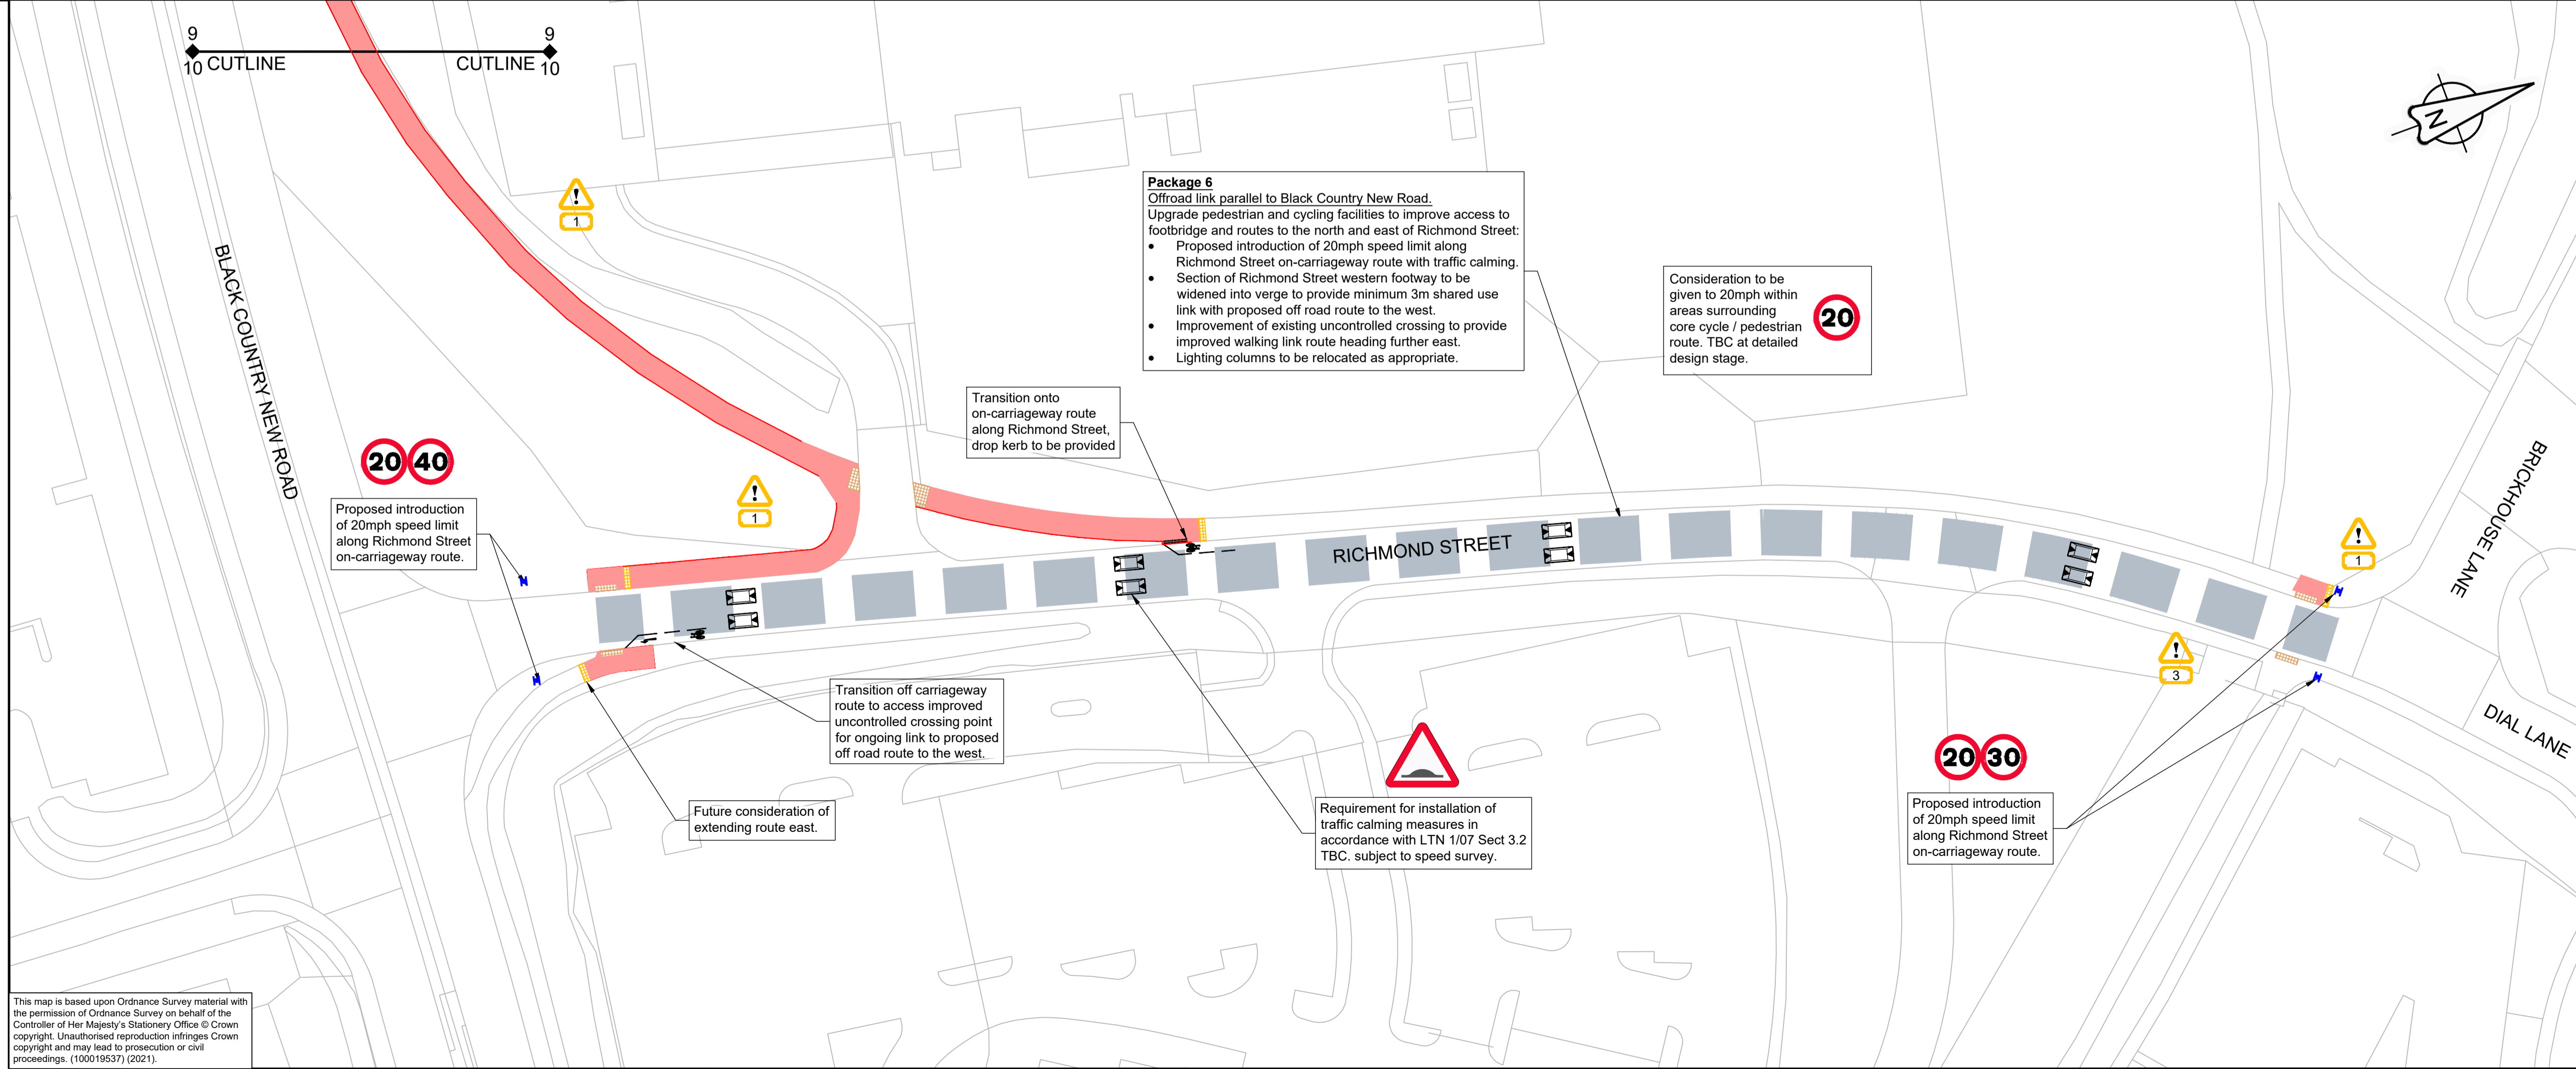 9
9
10 CUTLINE
CUTLINE 10
N
1
Package 6
Offroad link parallel to Black Country New Road.
Upgrade pedestrian and cycling facilities to improve access to
footbridge and routes to the north and east of Richmond Street:
• Proposed introduction of 20mph speed limit along
Richmond Street on-carriageway route with traffic calming.
• Section of Richmond Street western footway to be
widened into verge to provide minimum 3m shared use
link with proposed off road route to the west.
• Improvement of existing uncontrolled crossing to provide
improved walking link route heading further east.
• Lighting columns to be relocated as appropriate.
Consideration to be
given to 20mph within
areas surrounding
core cycle / pedestrian
route. TBC at detailed
design stage.
20
BLACK COUNTRY NEW ROAD
Transition onto
on-carriageway route
along Richmond Street,
drop kerb to be provided
20 40
Proposed introduction
of 20mph speed limit
along Richmond Street
on-carriageway route.
1
RICHMOND STREET
BRICKHOUSE LANE
1
3
DIAL LANE
Transition off carriageway
route to access improved
uncontrolled crossing point
for ongoing link to proposed
off road route to the west.
Future consideration of
extending route east.
Requirement for installation of
traffic calming measures in
accordance with LTN 1/07 Sect 3.2
TBC. subject to speed survey.
20 30
Proposed introduction
of 20mph speed limit
along Richmond Street
on-carriageway route.
This map is based upon Ordnance Survey material with
the permission of Ordnance Survey on behalf of the
Controller of Her Majesty's Stationery Office © Crown
copyright. Unauthorised reproduction infringes Crown
copyright and may lead to prosecution or civil
proceedings. (100019537) (2021).